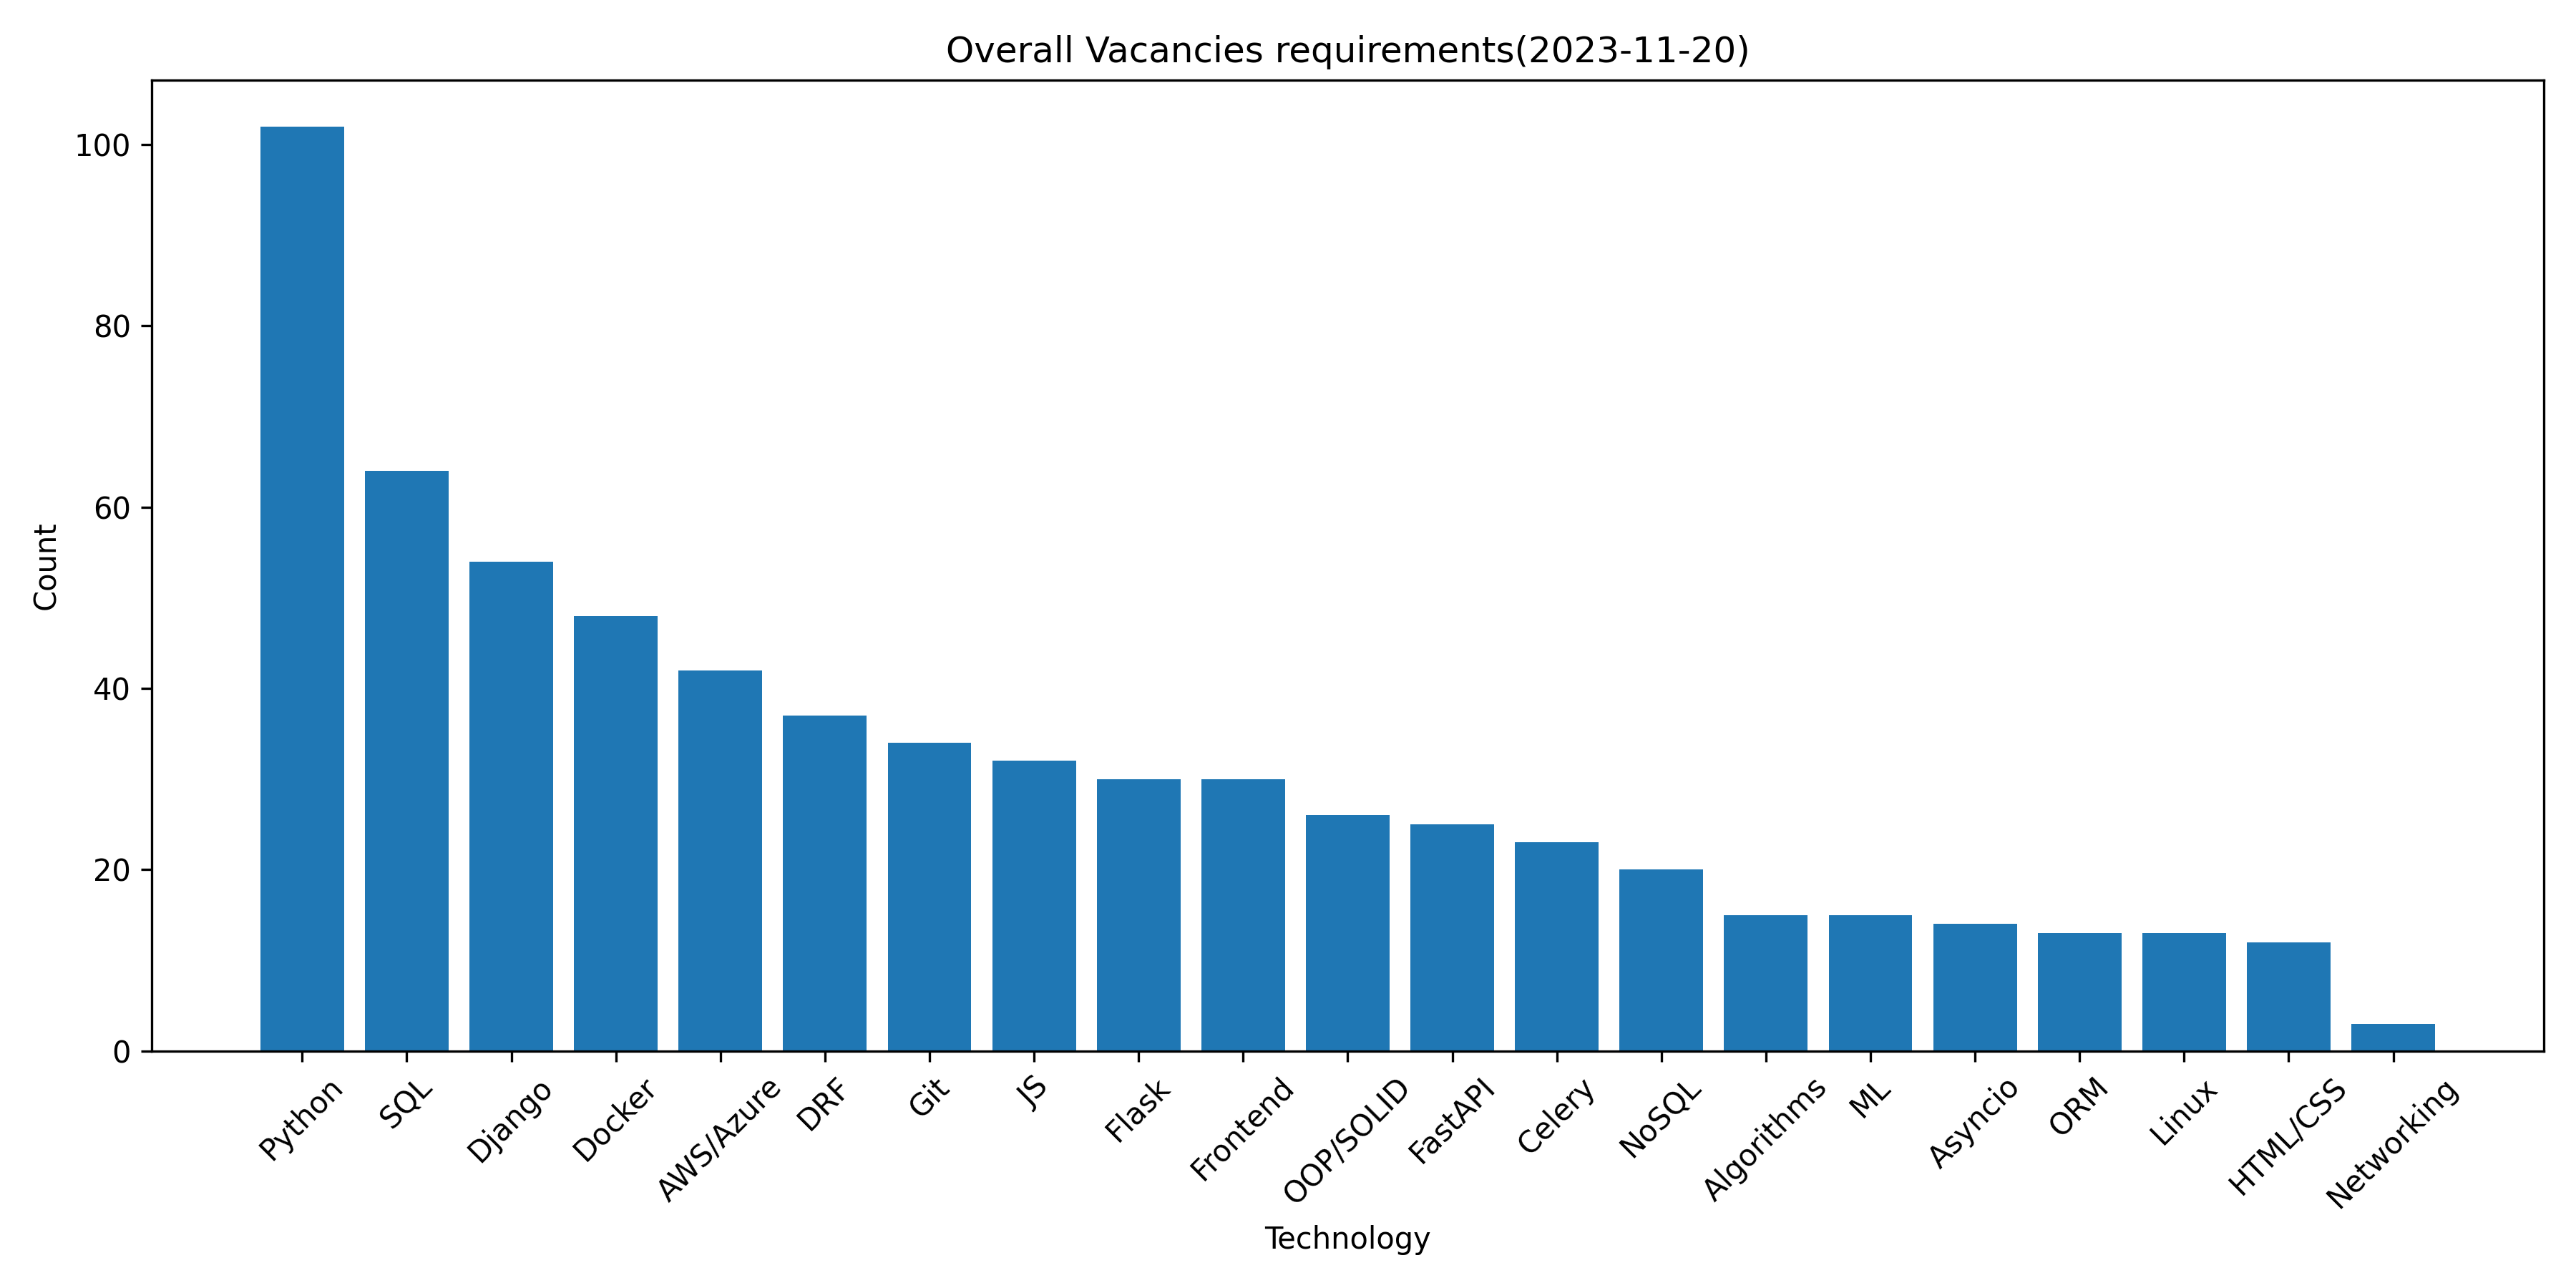 Overall Vacancies requirements(2023-11-20)
100
80
60
40
20
0
Count
Python
SQL
Django
Docker
AWS/Azure
DRF
Git
JS
Flask
Frontend
OOP/SOLID
FastAPI
Celery
NoSQL
Algorithms
ML
Asyncio
ORM
Linux
HTML/CSS
Networking
Technology